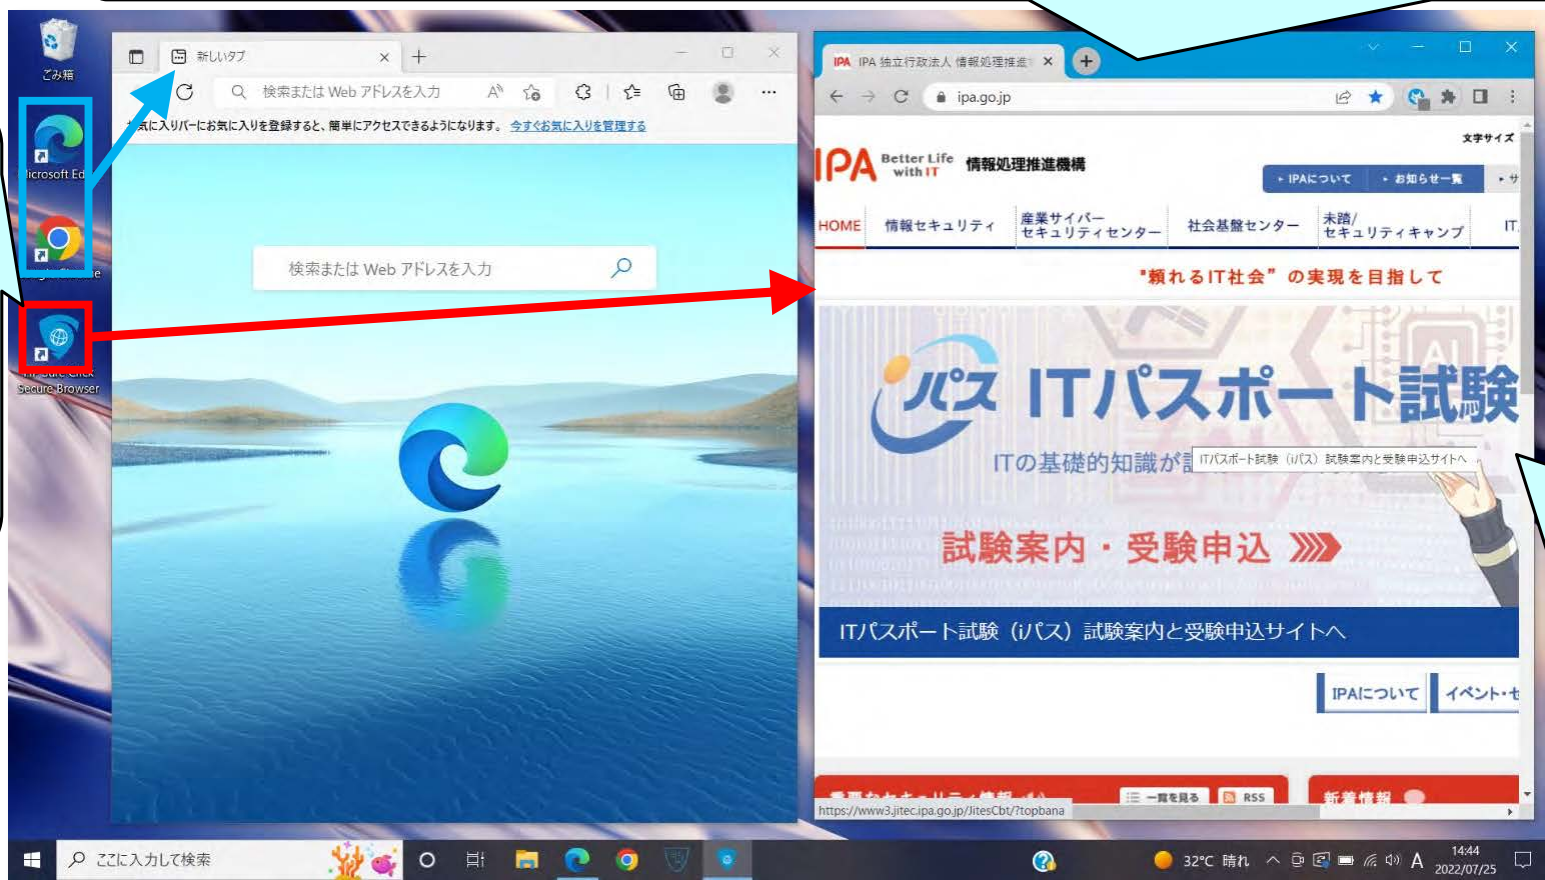 ごみ箱
Microsoft Ed
Secure Browser
新しいタブ
検索または Web アドレスを入力
気に入りバーにお気に入りを登録すると、簡単にアクセスできるようになります。 今すぐお気に入りを管理する
検索または Web アドレスを入力
IPA IPA 独立行政法人 情報処理推進
ipa.go.jp
文字サイズ
IPA Better Life with IT 情報処理推進機構
IPAについて お知らせ一覧 サ
HOME 情報セキュリティ 産業サイバーセキュリティセンター 社会基盤センター 未踏/セキュリティキャンプ IT
"頼れるIT社会”の実現を目指して
AI
iパス ITパスポート試験
ITの基礎的知識が
ITパスポート試験（iパス）試験案内と受験申込サイトへ
試験案内・受験申込
ITパスポート試験（iパス）試験案内と受験申込サイトへ
IPAについて イベント・セ
一覧を見る RSS 新着情報
https://www3.jitec.ipa.go.jp/JitesCbt/?topbana
ここに入力して検索
32°C 晴れ
A
14:44
2022/07/25